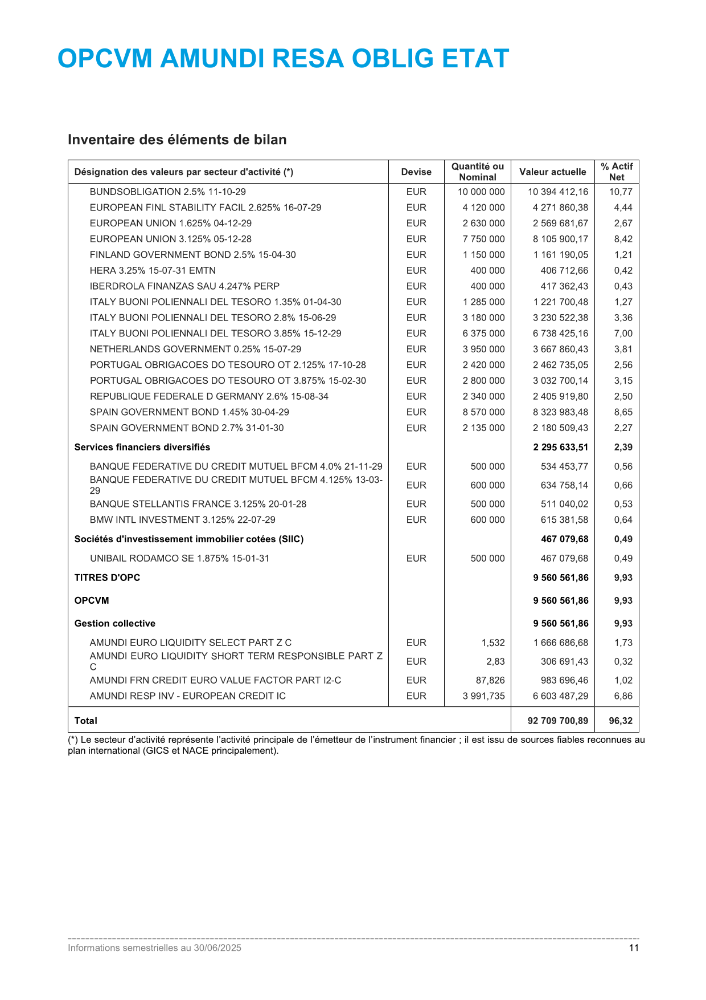 OPCVM AMUNDI RESA OBLIG ETAT
Inventaire des éléments de bilan
Désignation des valeurs par secteur d'activité (*) Devise Quantité ou Nominal Valeur actuelle % Actif Net
BUNDSOBLIGATION 2.5% 11-10-29 EUR 10 000 000 10 394 412,16 10,77
EUROPEAN FINL STABILITY FACIL 2.625% 16-07-29 EUR 4 120 000 4 271 860,38 4,44
EUROPEAN UNION 1.625% 04-12-29 EUR 2 630 000 2 569 681,67 2,67
EUROPEAN UNION 3.125% 05-12-28 EUR 7 750 000 8 105 900,17 8,42
FINLAND GOVERNMENT BOND 2.5% 15-04-30 EUR 1 150 000 1 161 190,05 1,21
HERA 3.25% 15-07-31 EMTN EUR 400 000 406 712,66 0,42
IBERDROLA FINANZAS SAU 4.247% PERP EUR 400 000 417 362,43 0,43
ITALY BUONI POLIENNALI DEL TESORO 1.35% 01-04-30 EUR 1 285 000 1 221 700,48 1,27
ITALY BUONI POLIENNALI DEL TESORO 2.8% 15-06-29 EUR 3 180 000 3 230 522,38 3,36
ITALY BUONI POLIENNALI DEL TESORO 3.85% 15-12-29 EUR 6 375 000 6 738 425,16 7,00
NETHERLANDS GOVERNMENT 0.25% 15-07-29 EUR 3 950 000 3 667 860,43 3,81
PORTUGAL OBRIGACOES DO TESOURO OT 2.125% 17-10-28 EUR 2 420 000 2 462 735,05 2,56
PORTUGAL OBRIGACOES DO TESOURO OT 3.875% 15-02-30 EUR 2 800 000 3 032 700,14 3,15
REPUBLIQUE FEDERALE D GERMANY 2.6% 15-08-34 EUR 2 340 000 2 405 919,80 2,50
SPAIN GOVERNMENT BOND 1.45% 30-04-29 EUR 8 570 000 8 323 983,48 8,65
SPAIN GOVERNMENT BOND 2.7% 31-01-30 EUR 2 135 000 2 180 509,43 2,27
Services financiers diversifiés 2 295 633,51 2,39
BANQUE FEDERATIVE DU CREDIT MUTUEL BFCM 4.0% 21-11-29 EUR 500 000 534 453,77 0,56
BANQUE FEDERATIVE DU CREDIT MUTUEL BFCM 4.125% 13-03-
29 EUR 600 000 634 758,14 0,66
BANQUE STELLANTIS FRANCE 3.125% 20-01-28 EUR 500 000 511 040,02 0,53
BMW INTL INVESTMENT 3.125% 22-07-29 EUR 600 000 615 381,58 0,64
Sociétés d'investissement immobilier cotées (SIIC) 467 079,68 0,49
UNIBAIL RODAMCO SE 1.875% 15-01-31 EUR 500 000 467 079,68 0,49
TITRES D'OPC 9 560 561,86 9,93
OPCVM 9 560 561,86 9,93
Gestion collective 9 560 561,86 9,93
AMUNDI EURO LIQUIDITY SELECT PART Z C EUR 1,532 1 666 686,68 1,73
AMUNDI EURO LIQUIDITY SHORT TERM RESPONSIBLE PART Z
C EUR 2,83 306 691,43 0,32
AMUNDI FRN CREDIT EURO VALUE FACTOR PART I2-C EUR 87,826 983 696,46 1,02
AMUNDI RESP INV - EUROPEAN CREDIT IC EUR 3 991,735 6 603 487,29 6,86
Total 92 709 700,89 96,32
(*) Le secteur d’activité représente l’activité principale de l’émetteur de l’instrument financier ; il est issu de sources fiables reconnues au
plan international (GICS et NACE principalement).
Informations semestrielles au 30/06/2025 11